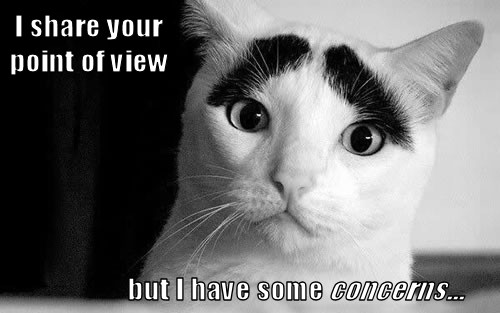 I share your
point of view
but I have some concerns...